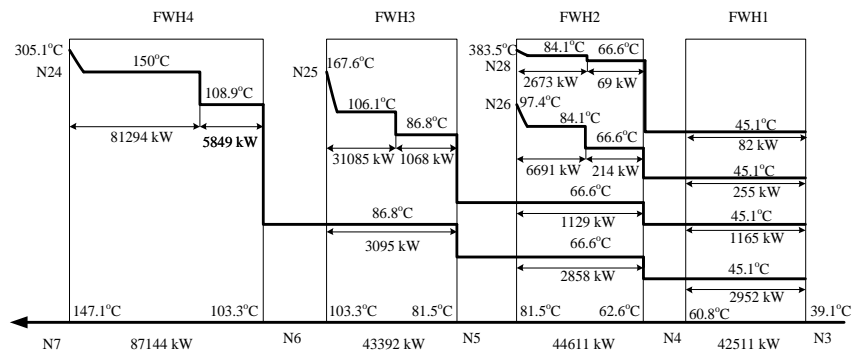 FWH4 FWH3 FWH2 FWH1
305.1°C 150°C 167.6°C 383.5°C 84.1°C 66.6°C
N24 N25 N28
108.9°C 106.1°C 2673 kW 69 kW
N26 97.4°C
81294 kW 5849 kW 86.8°C 84.1°C 45.1°C
31085 kW 1068 kW 66.6°C 82 kW
6691 kW 214 kW 45.1°C
255 kW
86.8°C 66.6°C 45.1°C
3095 kW 1129 kW 1165 kW
66.6°C
2858 kW 45.1°C
2952 kW
147.1°C 103.3°C 103.3°C 81.5°C 81.5°C 62.6°C 60.8°C 39.1°C
N7 87144 kW N6 43392 kW N5 44611 kW N4 42511 kW N3